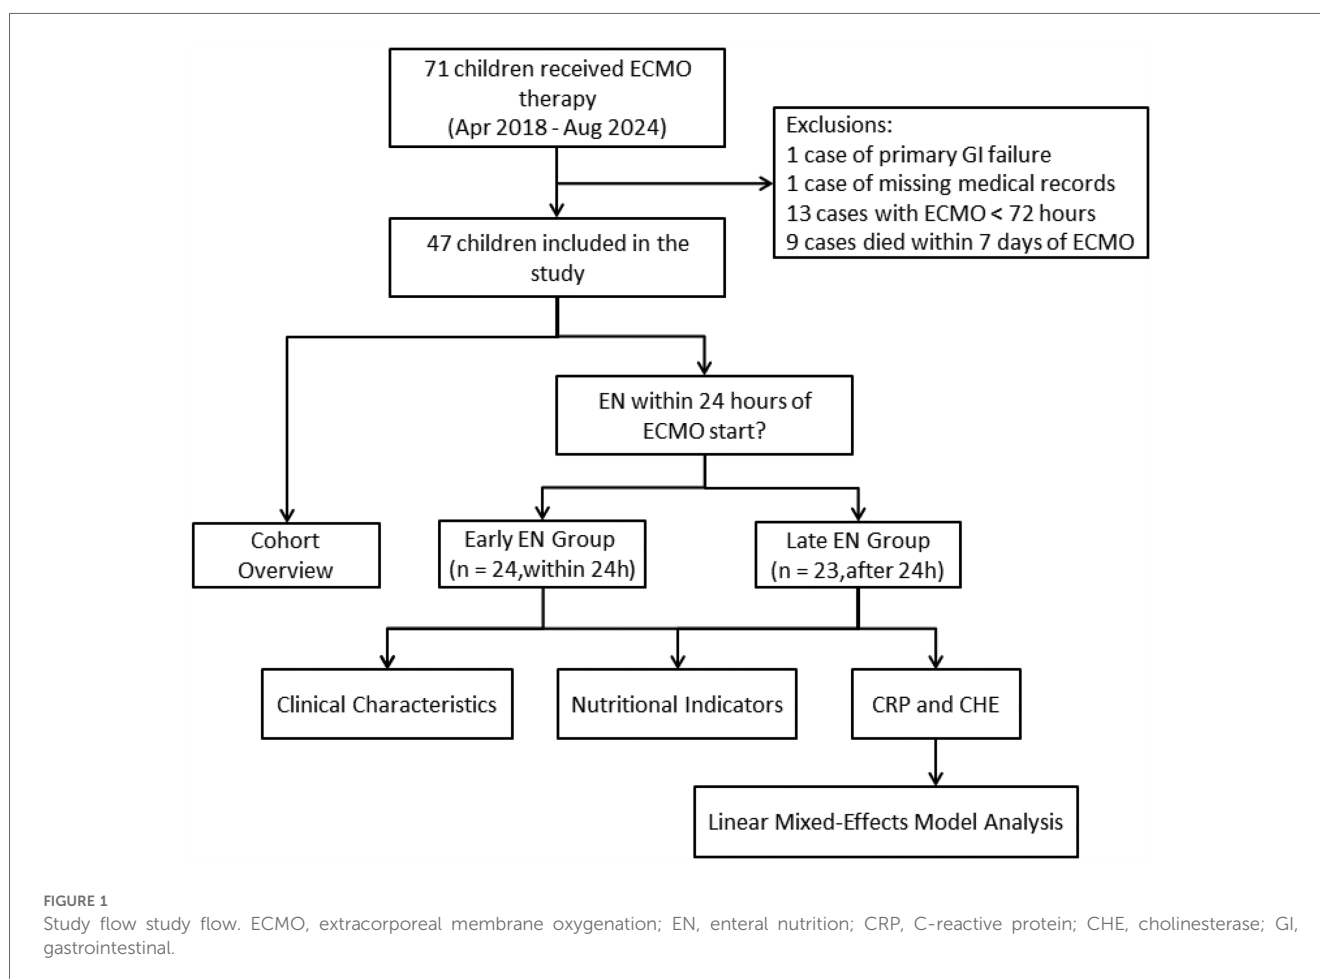 71 children received ECMO
therapy
(Apr 2018 - Aug 2024)
Exclusions:
1 case of primary GI failure
1 case of missing medical records
13 cases with ECMO < 72 hours
9 cases died within 7 days of ECMO
47 children included in the
study
EN within 24 hours of
ECMO start?
Cohort
Overview
Early EN Group
(n = 24,within 24h)
Late EN Group
(n = 23,after 24h)
Clinical Characteristics
Nutritional Indicators
CRP and CHE
Linear Mixed-Effects Model Analysis
FIGURE 1
Study flow study flow. ECMO, extracorporeal membrane oxygenation; EN, enteral nutrition; CRP, C-reactive protein; CHE, cholinesterase; GI,
gastrointestinal.